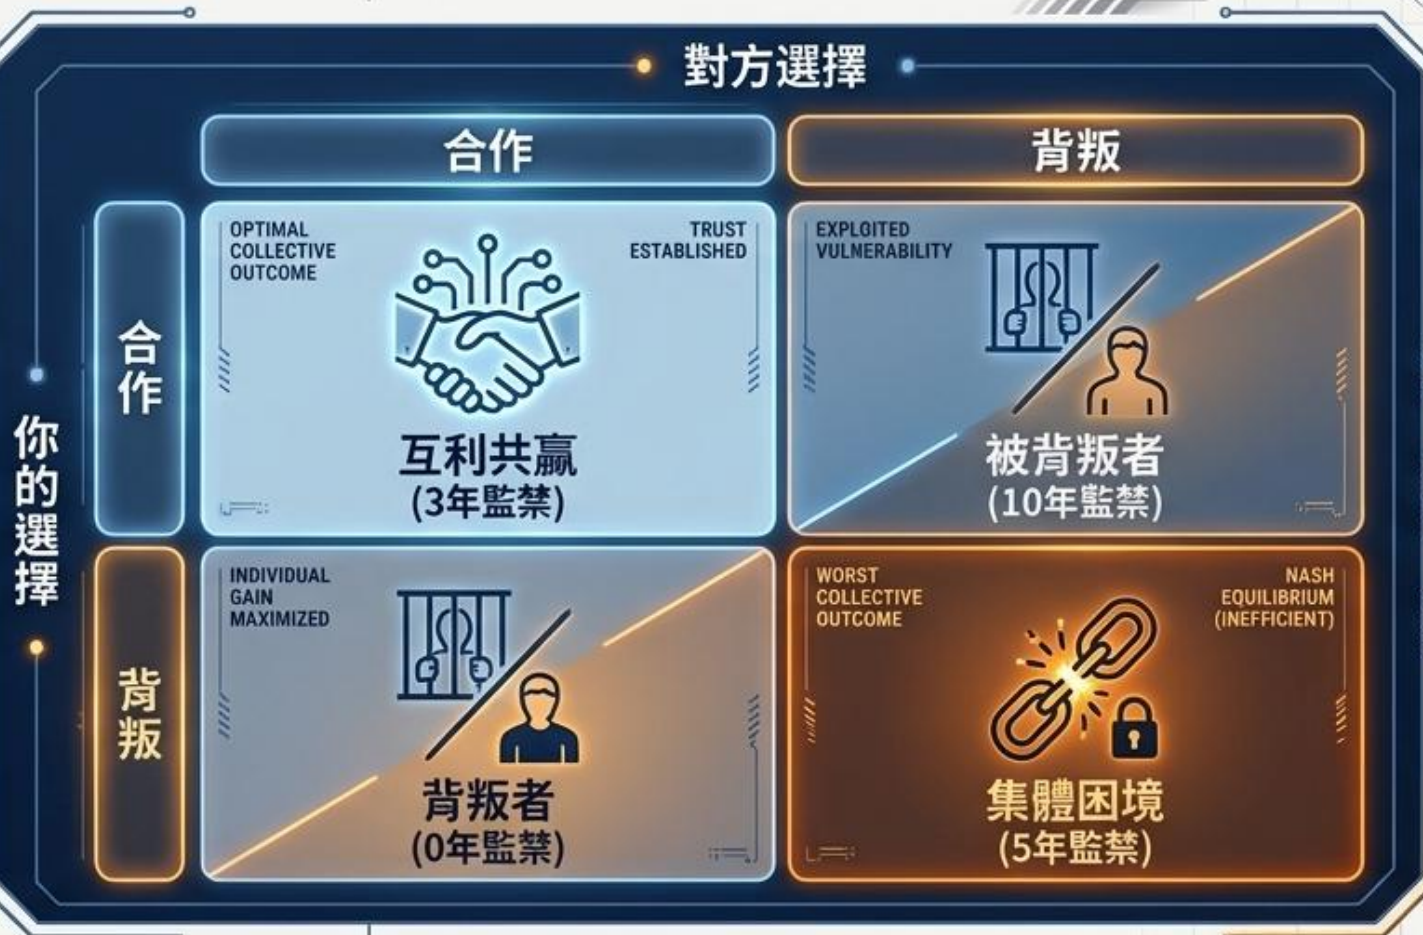 對方選擇
合作
背叛
你的選擇
合作
OPTIMAL
COLLECTIVE
OUTCOME
TRUST
ESTABLISHED
互利共贏
(3年監禁)
EXPLOITED
VULNERABILITY
被背叛者
(10年監禁)
背叛
INDIVIDUAL
GAIN
MAXIMIZED
背叛者
(0年監禁)
WORST
COLLECTIVE
OUTCOME
NASH
EQUILIBRIUM
(INEFFICIENT)
集體困境
(5年監禁)